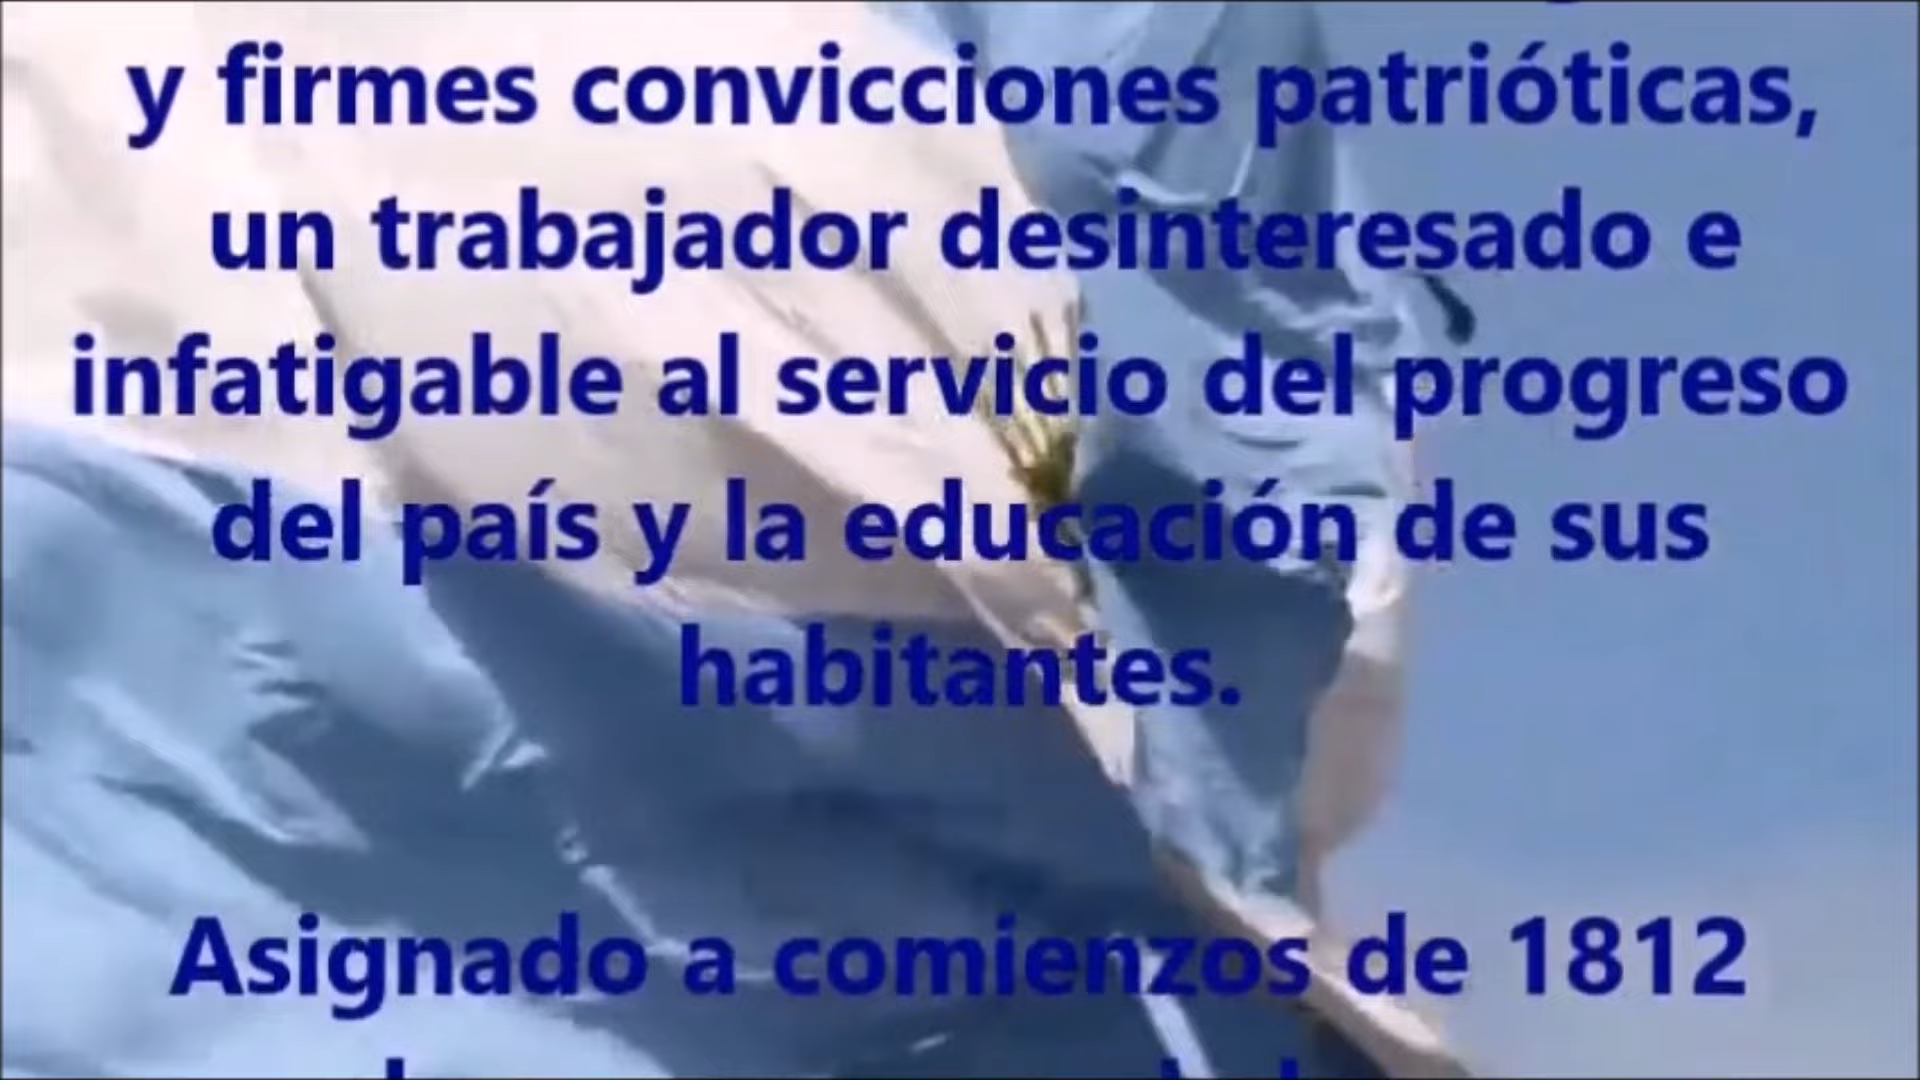 y firmes convicciones patrióticas,
un trabajador desinteresado e
infatigable al servicio del progreso
del país y la educación de sus
habitantes.
Asignado a comienzos de 1812